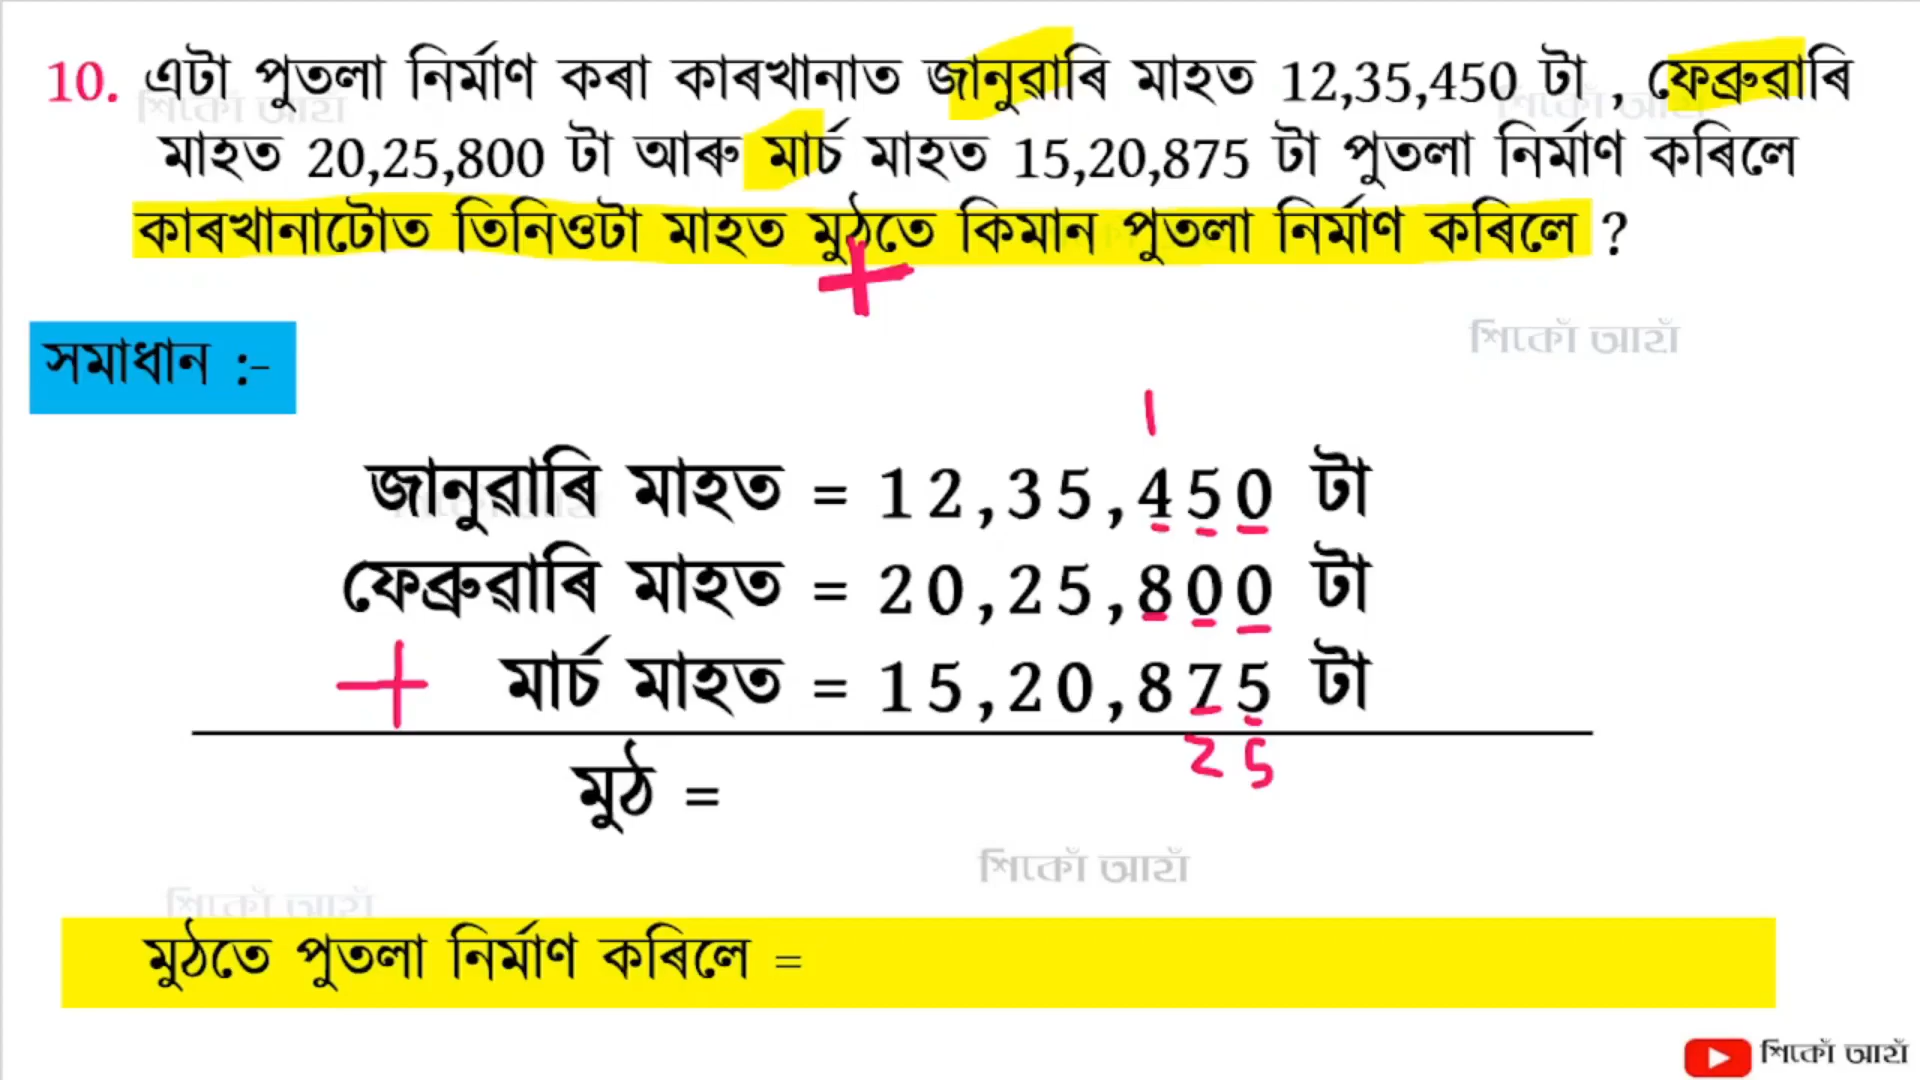 10. এটা পুতলা নিৰ্মাণ কৰা কাৰখানাত জানুৱাৰি মাহত 12,35,450 টা , ফেব্ৰুৱাৰি
মাহত 20,25,800 টা আৰু মাৰ্চ মাহত 15,20,875 টা পুতলা নিৰ্মাণ কৰিলে
কাৰখানাটোত তিনিওটা মাহত মুঠতে কিমান পুতলা নিৰ্মাণ কৰিলে ?
+
সমাধান :-
শিকোঁ আহাঁ
1
জানুৱাৰি মাহত = 12,35,450 টা
ফেব্ৰুৱাৰি মাহত = 20,25,800 টা
+ মাৰ্চ মাহত = 15,20,875 টা
25
মুঠ =
শিকোঁ আহাঁ
শিকোঁ আহাঁ
মুঠতে পুতলা নিৰ্মাণ কৰিলে =
শিকোঁ আহাঁ